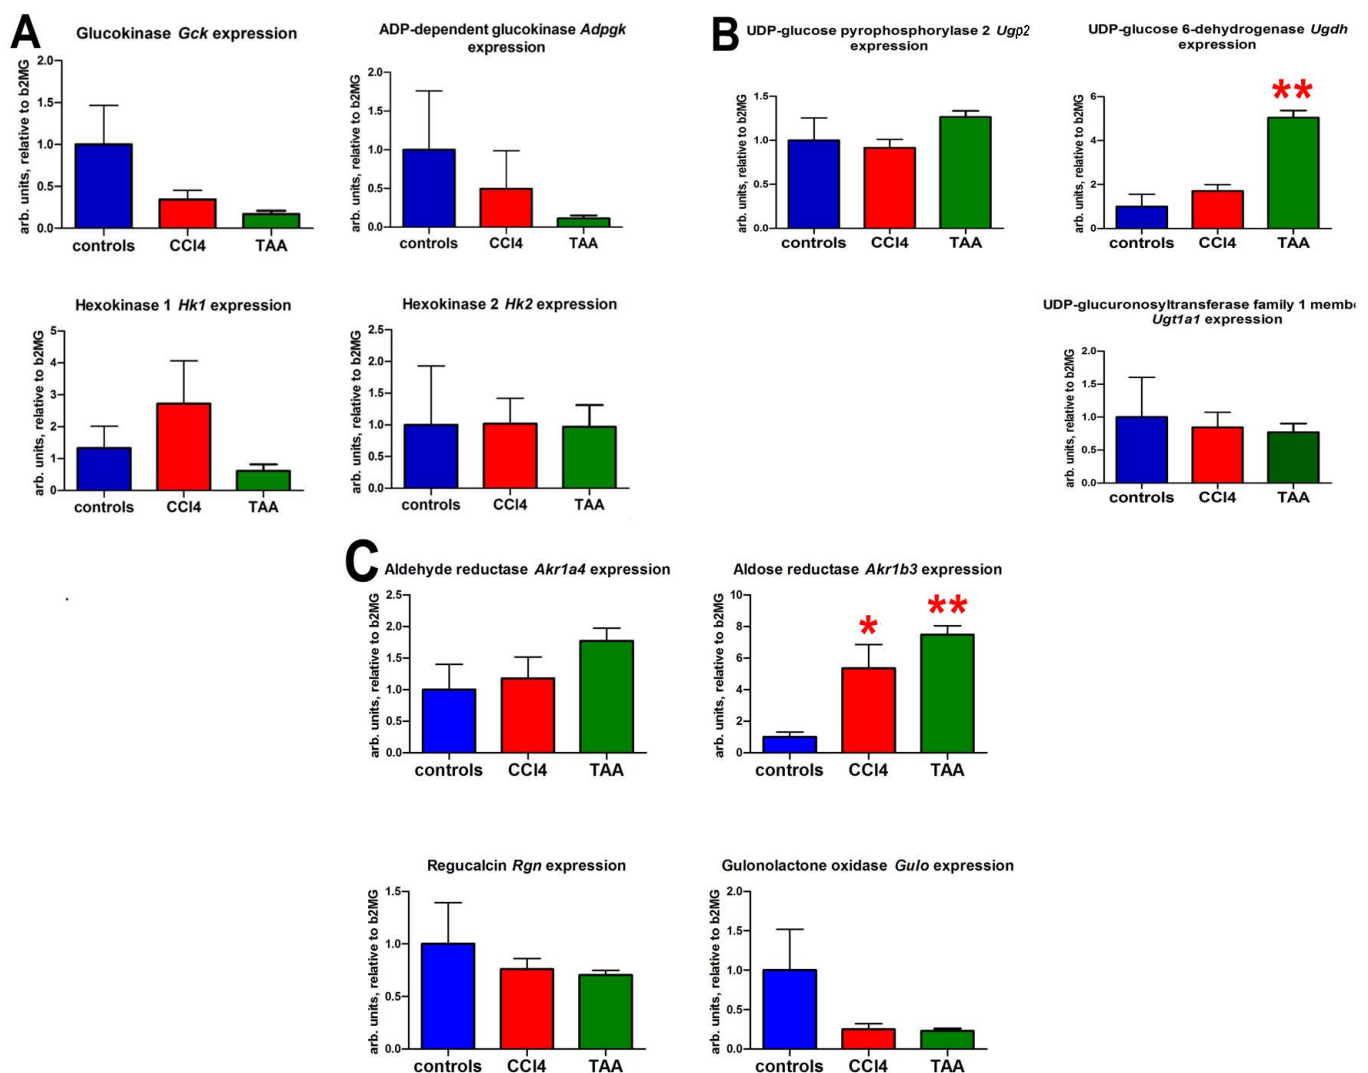 A
Glucokinase Gck expression
arb. units, relative to b2MG
2.0
1.5
1.0
0.5
0.0
controls CCl4 TAA
ADP-dependent glucokinase Adpgk
expression
arb. units, relative to b2MG
2.0
1.5
1.0
0.5
0.0
controls CCl4 TAA
Hexokinase 1 Hk1 expression
arb. units, relative to b2MG
5
4
3
2
1
0
controls CCl4 TAA
Hexokinase 2 Hk2 expression
arb. units, relative to b2MG
2.5
2.0
1.5
1.0
0.5
0.0
controls CCl4 TAA
B
UDP-glucose pyrophosphorylase 2 Ugp2
expression
arb. units, relative to b2MG
1.5
1.0
0.5
0.0
controls CCl4 TAA
UDP-glucose 6-dehydrogenase Ugdh
expression
arb. units, relative to b2MG
6
4
2
0
**
controls CCl4 TAA
UDP-glucuronosyltransferase family 1 membe
Ugt1a1 expression
arb. units, relative to b2MG
2.0
1.5
1.0
0.5
0.0
controls CCl4 TAA
C
Aldehyde reductase Akr1a4 expression
arb. units, relative to b2MG
2.5
2.0
1.5
1.0
0.5
0.0
controls CCl4 TAA
Aldose reductase Akr1b3 expression
arb. units, relative to b2MG
10
8
6
4
2
0
* **
controls CCl4 TAA
Regucalcin Rgn expression
arb. units, relative to b2MG
1.5
1.0
0.5
0.0
controls CCl4 TAA
Gulonolactone oxidase Gulo expression
arb. units, relative to b2MG
2.0
1.5
1.0
0.5
0.0
controls CCl4 TAA